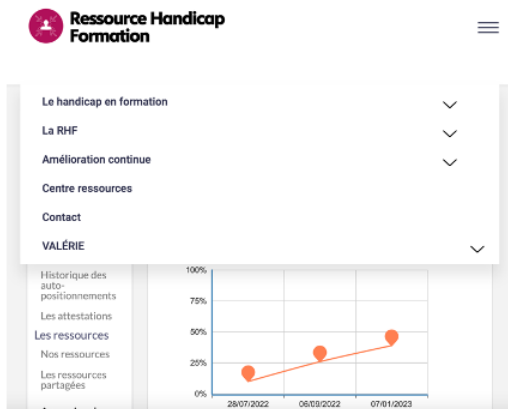 Ressource Handicap
Formation
Le handicap en formation
La RHF
Amélioration continue
Centre ressources
Contact
VALÉRIE
Historique des
auto-
positionnements
Les attestations
Les ressources
Nos ressources
Les ressources
partagées
100%
75%
50%
25%
0%
28/07/2022
06/09/2022
07/01/2023